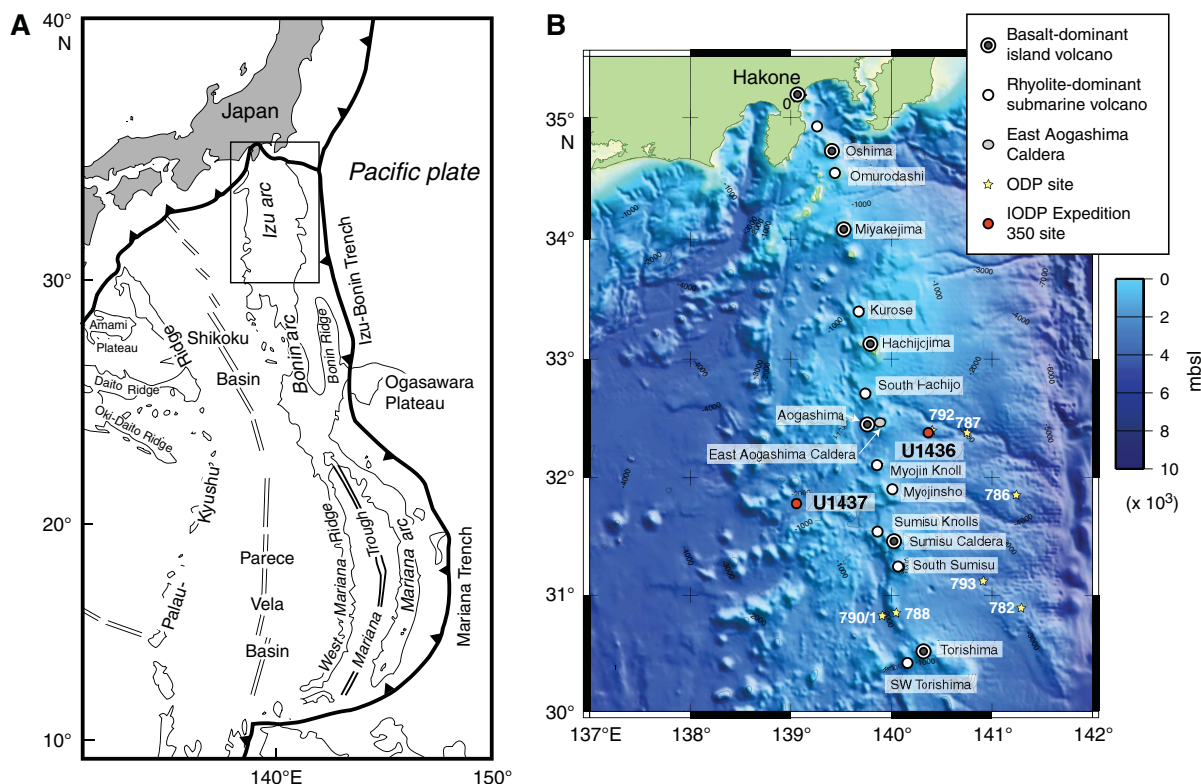 A
40°
N
30°
20°
10°
140°E
150°
Japan
Pacific plate
Izu arc
Izu-Bonin Trench
Bonin arc
Bonin Ridge
Ogasawara
Plateau
Amami
Plateau
Daito Ridge
Oki-Daito Ridge
Ridge
Kyushu
Palau-
Shikoku
Basin
Parece
Vela
Basin
West Mariana Ridge
Mariana Trough
Mariana arc
Mariana Trench
B
35°
N
34°
33°
32°
31°
30°
137°E
138°
139°
140°
141°
142°
Hakone
0
Oshima
Omurodashi
Miyakejima
Kurose
Hachijojima
South Hachijo
Aogashima
East Aogashima Caldera
792
787
U1436
Myojin Knoll
Myojinsho
786
U1437
Sumisu Knolls
Sumisu Caldera
South Sumisu
793
782
790/1
788
Torishima
SW Torishima
Basalt-dominant
island volcano
Rhyolite-dominant
submarine volcano
East Aogashima
Caldera
ODP site
IODP Expedition
350 site
0
2
4
6
8
10
mbsl
(x 10³)